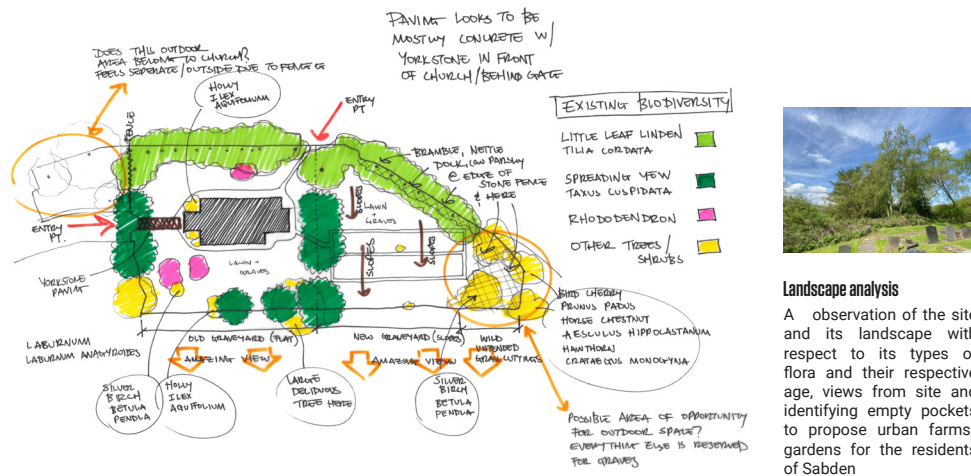 PAVING LOOKS TO BE
MOSTLY CONCRETE W/
YORKSTONE IN FRONT
OF CHURCH/BEHIND GATE
DOES THIS OUTDOOR
AREA BELONG TO CHURCH?
FEELS SEPERATE/OUTSIDE DUE TO FENCE
HOLLY
ILEX
AQUIFOLIUM
ENTRY
PT
FENCE
EXISTING BIODIVERSITY
LITTLE LEAF LINDEN
TILIA CORDATA
SPREADING YEW
TAXUS CUSPIDATA
RHODODENDRON
OTHER TREES/
SHRUBS
BRAMBLE, NETTLE
DOCK, COW PARSLEY
@ EDGE OF
STONE FENCE
& HERE
SLOPES
LAWN
+
GRAVES
SLOPES
SLOPES
ENTRY
PT.
YORKSTONE
PAVING
LAWN +
GRAVES
LABURNUM
LABURNUM ANAGYROIDES
OLD GRAVEYARD (FLAT)
NEW GRAVEYARD (SLOPES)
WILD
UNTENDED
GRASS CUTTINGS
AMAZING VIEW
AMAZING VIEW
BIRD CHERRY
PRUNUS PADUS
HORSE CHESTNUT
AESCULUS HIPPOLASTANUM
HAWTHORN
CRATAEGUS MONOGYNA
SILVER
BIRCH
BETULA
PENDLA
HOLLY
ILEX
AQUIFOLIUM
LARGE
DELIDUOUS
TREE HERE
SILVER
BIRCH
BETULA
PENDLA
POSSIBLE AREA OF OPPORTUNITY
FOR OUTDOOR SPACE?
EVERYTHING ELSE IS RESERVED
FOR GRAVES
Landscape analysis
A observation of the site
and its landscape with
respect to its types of
flora and their respective
age, views from site and
identifying empty pockets
to propose urban farms,
gardens for the residents
of Sabden